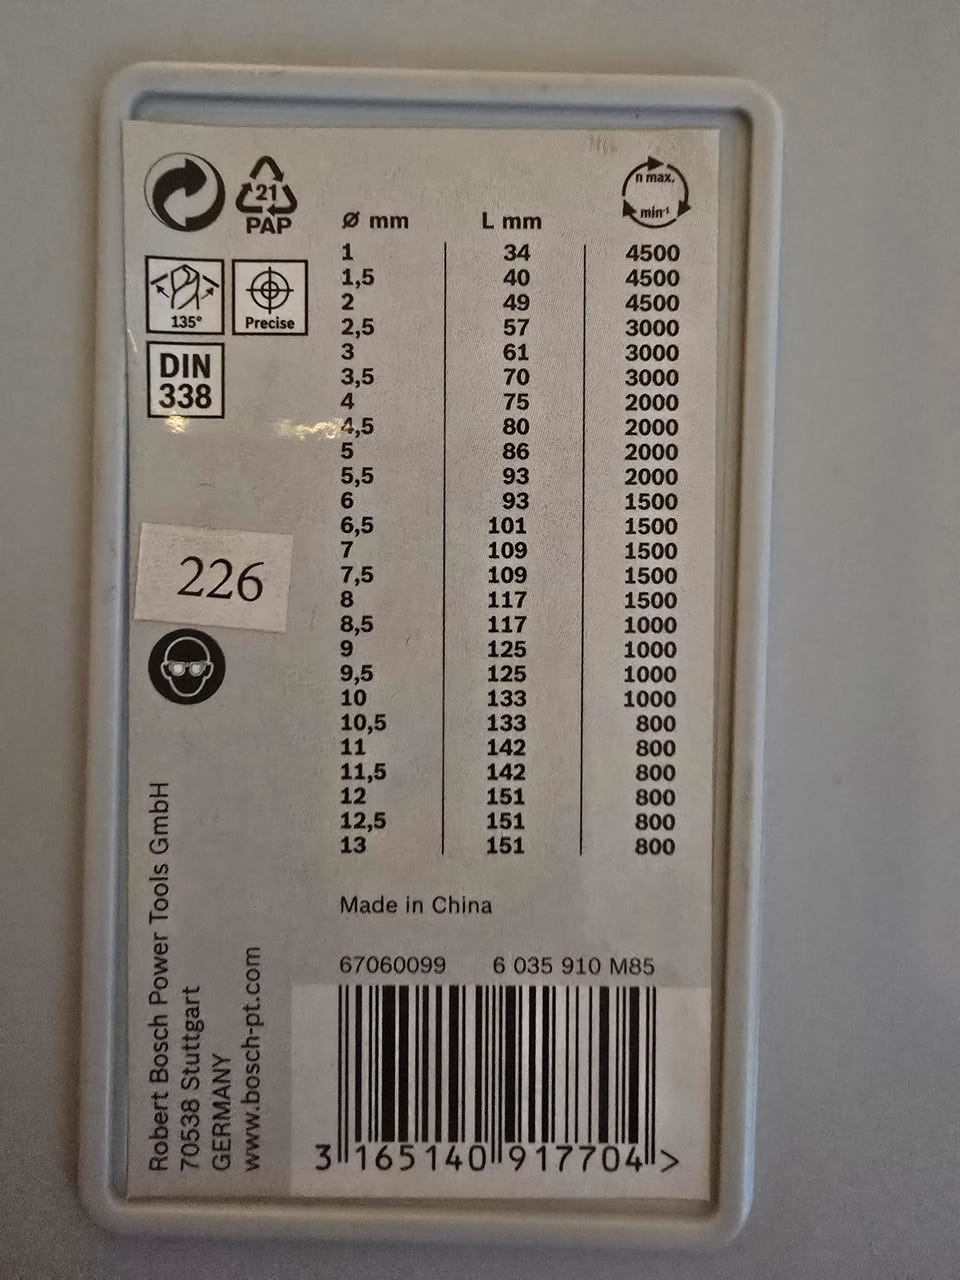 21
PAP
135°
Precise
DIN
338
226
Ø mm L mm n max. min-¹
1 34 4500
1,5 40 4500
2 49 4500
2,5 57 3000
3 61 3000
3,5 70 3000
4 75 2000
4,5 80 2000
5 86 2000
5,5 93 2000
6 93 1500
6,5 101 1500
7 109 1500
7,5 109 1500
8 117 1500
8,5 117 1000
9 125 1000
9,5 125 1000
10 133 1000
10,5 133 800
11 142 800
11,5 142 800
12 151 800
12,5 151 800
13 151 800
Made in China
67060099 6 035 910 M85
3 165140 917704 >
Robert Bosch Power Tools GmbH
70538 Stuttgart
GERMANY
www.bosch-pt.com